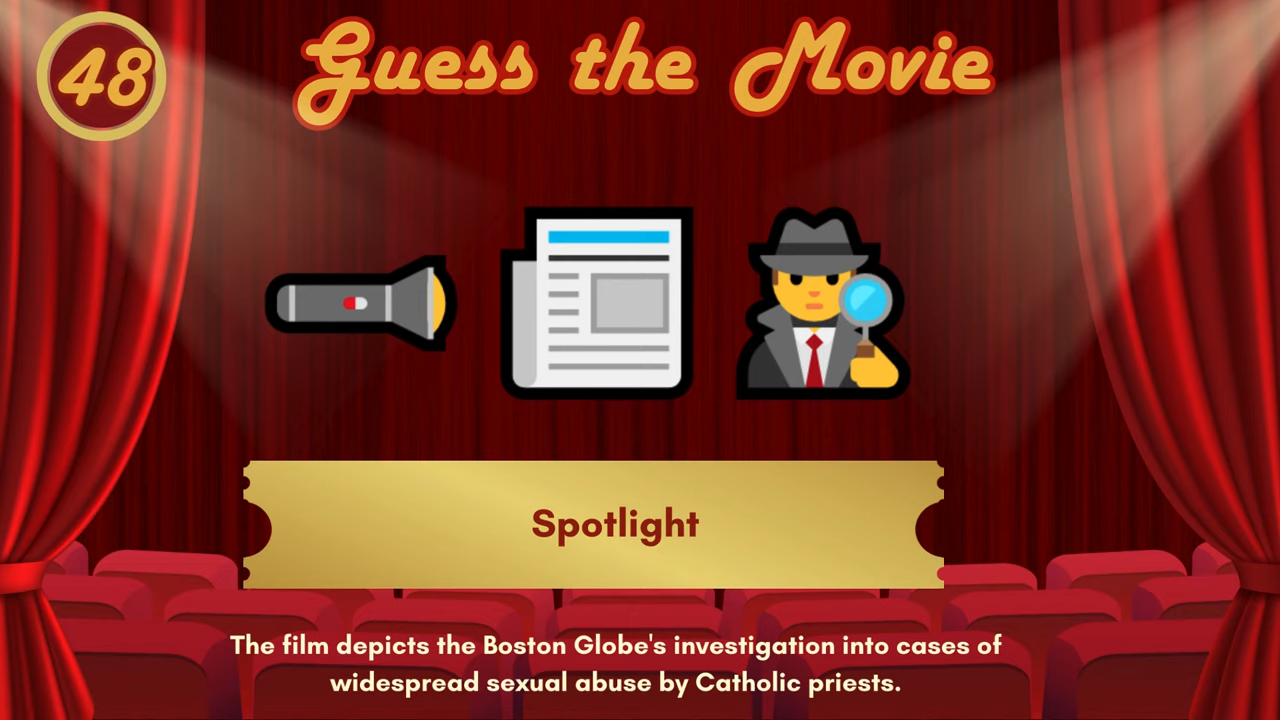 48
Guess the Movie
Spotlight
The film depicts the Boston Globe's investigation into cases of
widespread sexual abuse by Catholic priests.